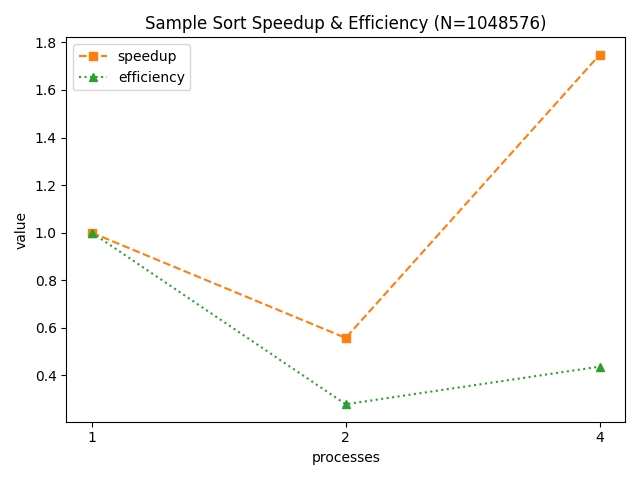 Sample Sort Speedup & Efficiency (N=1048576)
speedup
efficiency
1.8
1.6
1.4
1.2
1.0
0.8
0.6
0.4
value
1 2 4
processes